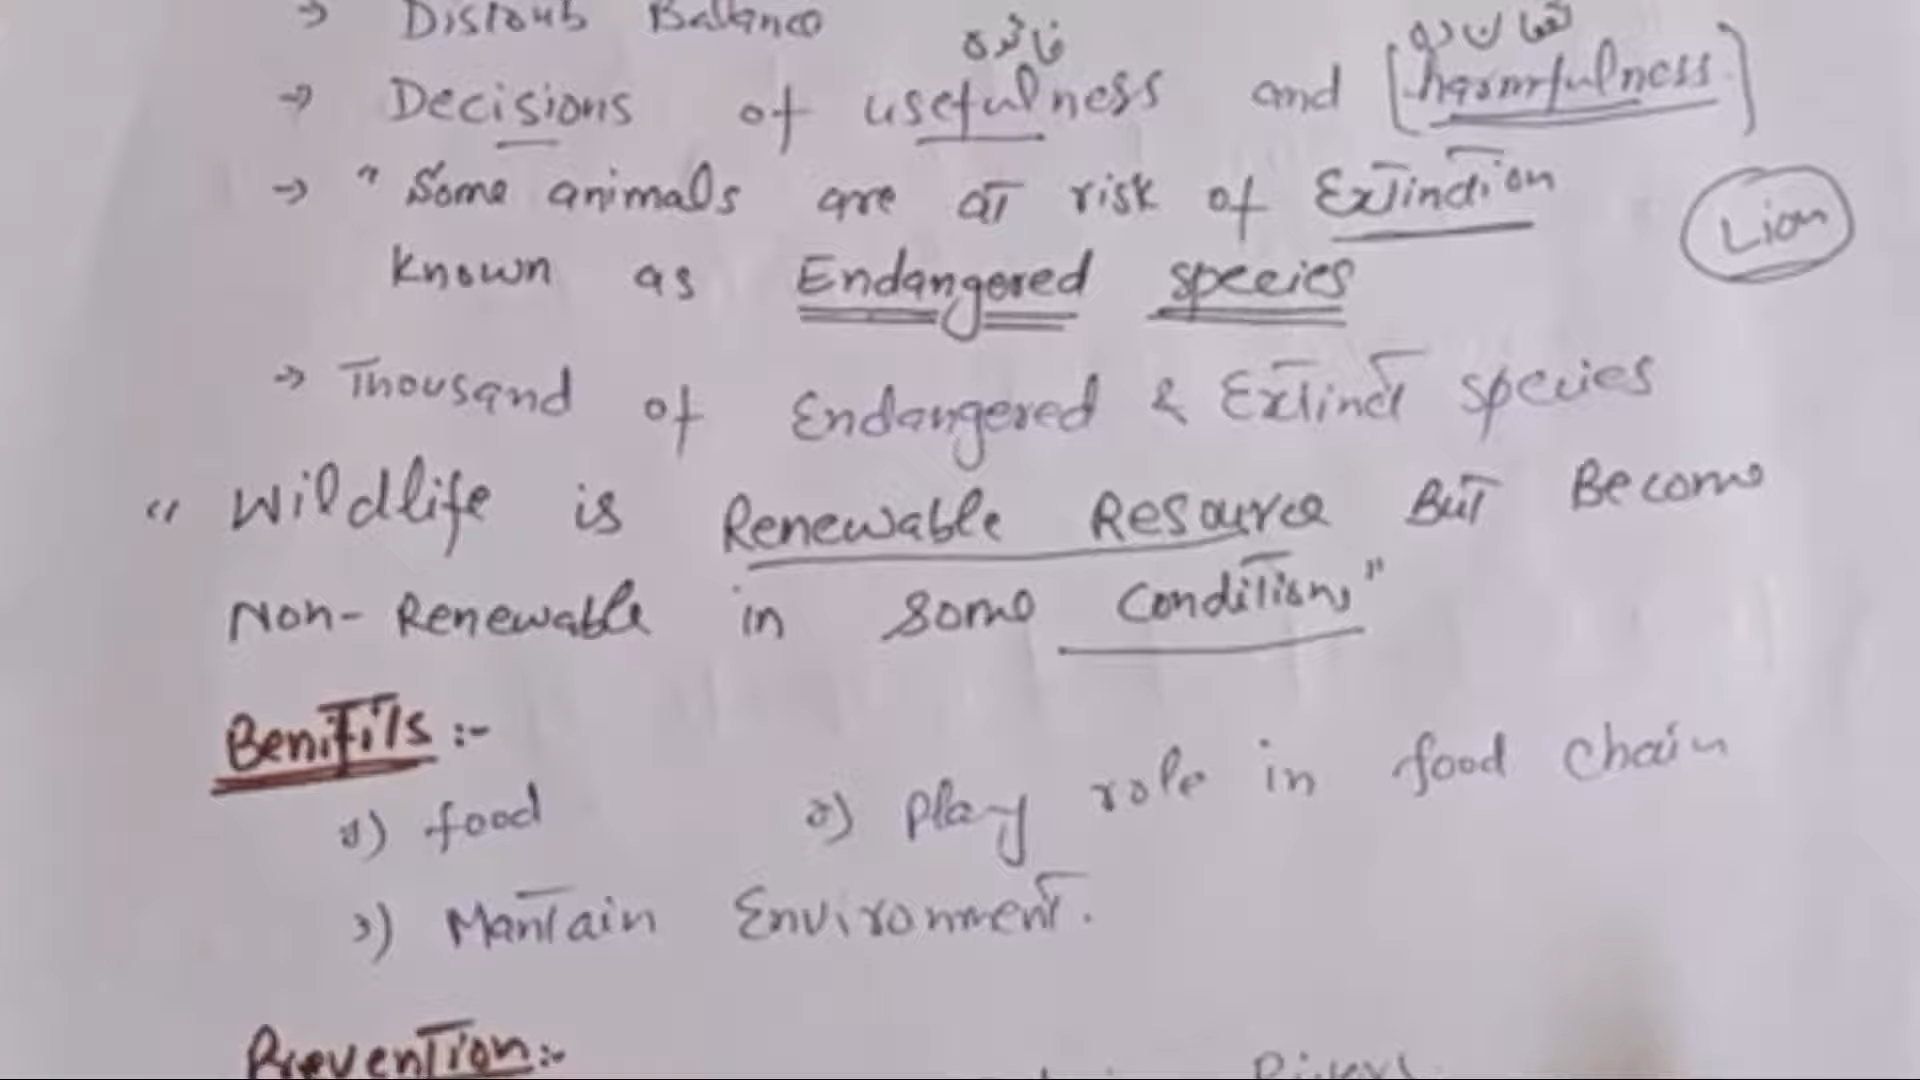 → Distoub Balance
فائدہ نقصان دہ
→ Decisions of usefulness and [harmfulness]
→ " Some animals are at risk of Extinction
Lion
known as Endangered species
→ Thousand of Endangered & Extinct species
" Wildlife is Renewable Resource But Become
Non-Renewable in Some Conditions"
Benifits :-
1) food 2) Play role in food chain
3) Mantain Environment.
Prevention:-